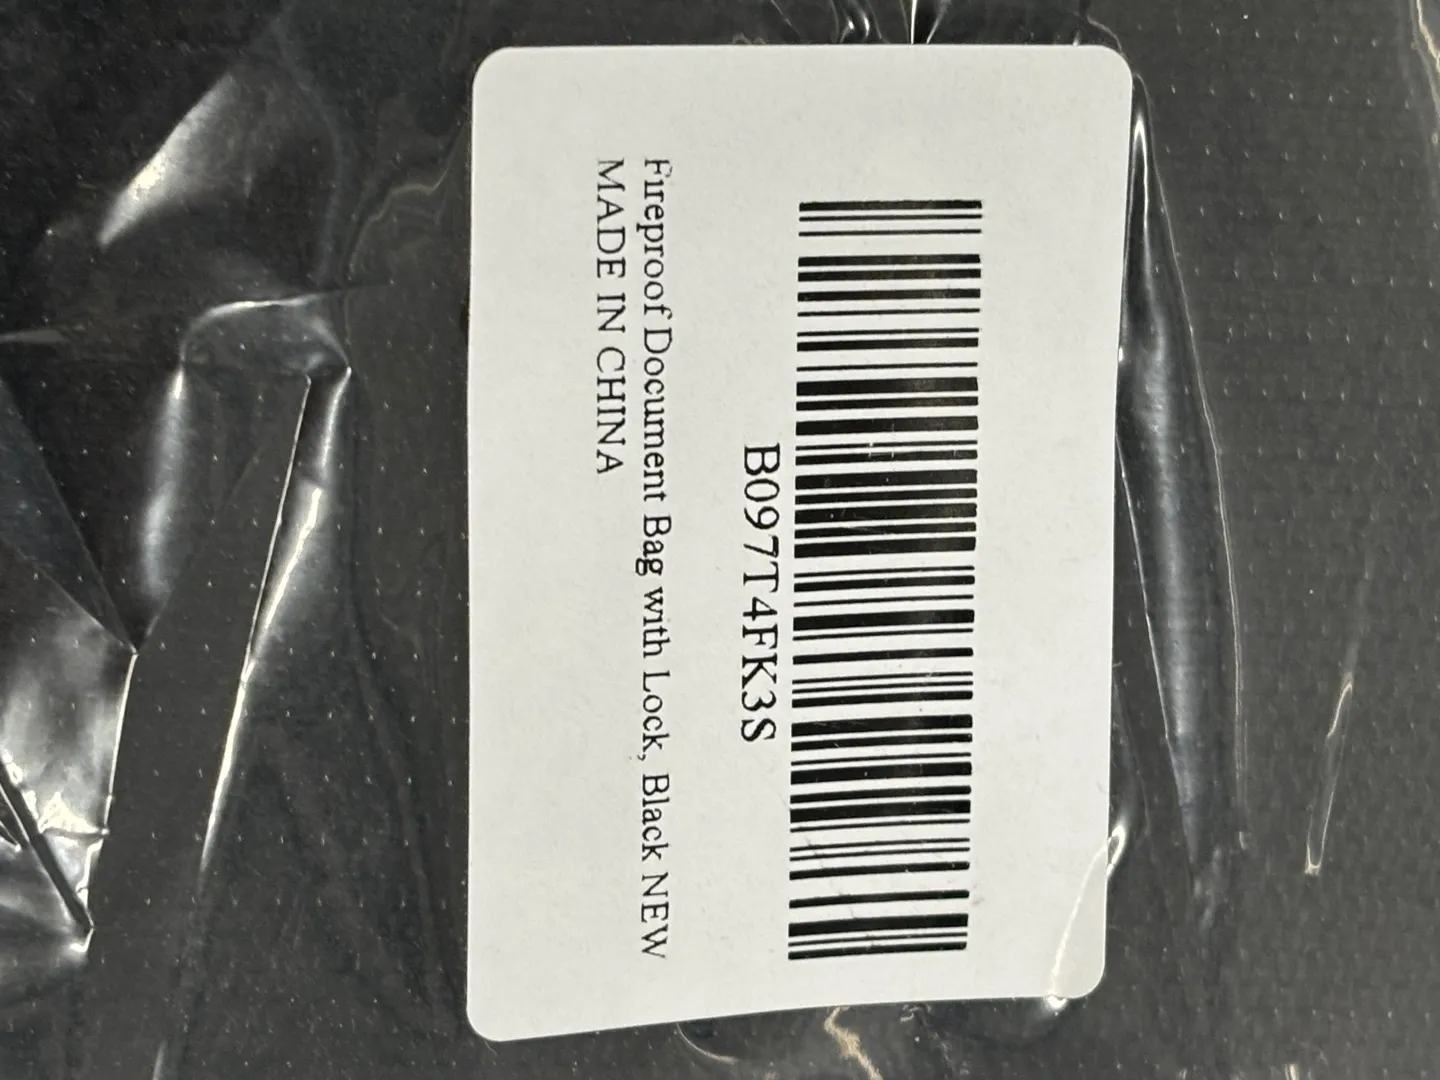 B097T4FK3S
Fireproof Document Bag with Lock, Black NEW
MADE IN CHINA